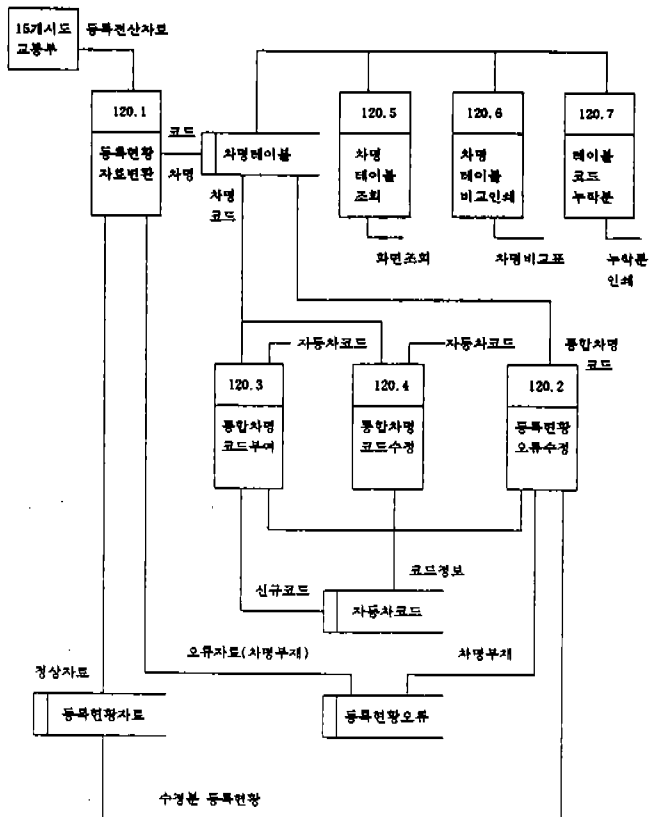 15개시도
교통부
등록전산자료
120.1
등록현황
자료변환
코드
차명
차명테이블
120.5
차명
테이블
조회
120.6
차명
테이블
비교인쇄
120.7
테이블
코드
누락분
차명
코드
화면조회
차명비교표
누락분
인쇄
자동차코드
자동차코드
통합차명
코드
120.3
통합차명
코드부여
120.4
통합차명
코드수정
120.2
등록현황
오류수정
신규코드
코드정보
자동차코드
오류자료(차명부재)
차명부재
정상자료
등록현황자료
등록현황오류
수정분 등록현황